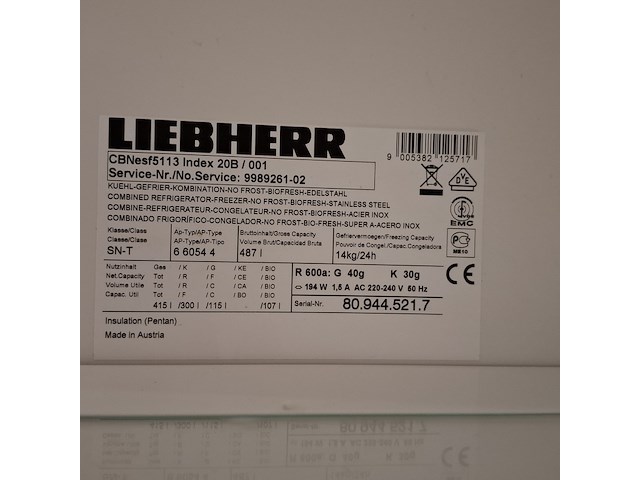 LIEBHERR
CBNesf5113 Index 20B / 001
Service-Nr./No.Service: 9989261-02
9 005382 125717
KUEHL-GEFRIER-KOMBINATION-NO FROST-BIOFRESH-EDELSTAHL
COMBINED REFRIGERATOR-FREEZER-NO FROST-BIOFRESH-STAINLESS STEEL
COMBINE REFRIGERATEUR-CONGELATEUR-NO FROST-BIOFRESH-ACIER INOX
COMBINADO FRIGORÍFICO-CONGELADOR-NO FROST-BIO-FRESH-SUPER A-ACERO INOX
Klasse/Class Ap-Typ/AP-Type Bruttoinhalt/Gross Capacity Gefriervermoegen/Freezing Capacity
Classe/Clase AP-Type/AP-Tipo Volume Brut/Capacidad Bruta Pouvoir de Congel./Cap. Congeladora
SN-T 6 6054 4 487 l 14kg/24h
Nutzinhalt Ges / K / G / KE / BIO
Net.Capacity Tot / R / F / CE / BIO
Volume Utile Tot / R / C / CA / BIO
Capac. Util Tot / R / C / BO / BIO
415 l /300 l /115 l /- /107 l
R 600a: G 40g K 30g
194 W 1,5 A AC 220-240 V 50 Hz
Serial-Nr. 80.944.521.7
Insulation (Pentan)
Made in Austria
DVE
EMC
PC
ME10
CE